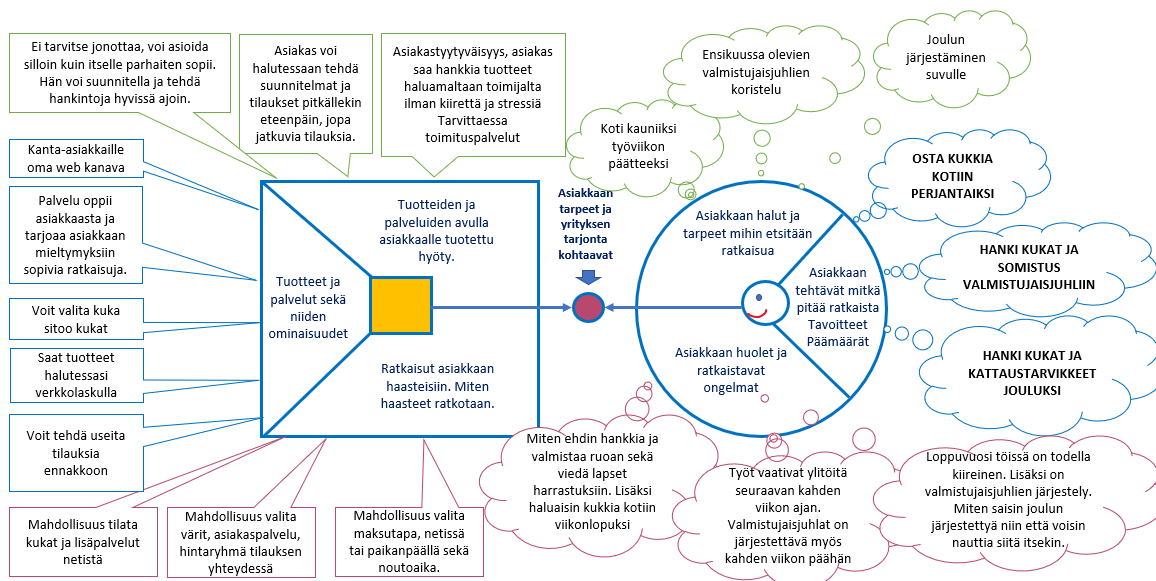 Ei tarvitse jonottaa, voi asioida
silloin kuin itselle parhaiten sopii.
Hän voi suunnitella ja tehdä
hankintoja hyvissä ajoin.
Asiakas voi
halutessaan tehdä
suunnitelmat ja
tilaukset pitkällekin
eteenpäin, jopa
jatkuvia tilauksia.
Asiakastyytyväisyys, asiakas
saa hankkia tuotteet
haluamaltaan toimijalta
ilman kiirettä ja stressiä
Tarvittaessa
toimituspalvelut
Koti kauniiksi
työviikon
päätteeksi
Ensikuussa olevien
valmistujaisjuhlien
koristelu
Joulun
järjestäminen
suvulle
Kanta-asiakkaille
oma web kanava
Palvelu oppii
asiakkaasta ja
tarjoaa asiakkaan
mieltymyksiin
sopivia ratkaisuja.
Voit valita kuka
sitoo kukat
Saat tuotteet
halutessasi
verkkolaskulla
Voit tehdä useita
tilauksia
ennakkoon
Tuotteiden ja
palveluiden avulla
asiakkaalle tuotettu
hyöty.
Tuotteet ja
palvelut sekä
niiden
ominaisuudet
Ratkaisut asiakkaan
haasteisiin. Miten
haasteet ratkotaan.
Asiakkaan
tarpeet ja
yrityksen
tarjonta
kohtaavat
Asiakkaan halut ja
tarpeet mihin etsitään
ratkaisua
Asiakkaan
tehtävät mitkä
pitää ratkaista
Tavoitteet
Päämäärät
Asiakkaan huolet ja
ratkaistavat
ongelmat
OSTA KUKKIA
KOTIIN
PERJANTAIKSI
HANKI KUKAT JA
SOMISTUS
VALMISTUJAISJUHLIIN
HANKI KUKAT JA
KATTAUSTARVIKKEET
JOULUKSI
Mahdollisuus tilata
kukat ja lisäpalvelut
netistä
Mahdollisuus valita
värit, asiakaspalvelu,
hintaryhmä tilauksen
yhteydessä
Mahdollisuus valita
maksutapa, netissä
tai paikanpäällä sekä
noutoaika.
Miten ehdin hankkia ja
valmistaa ruoan sekä
viedä lapset
harrastuksiin. Lisäksi
haluaisin kukkia kotiin
viikonlopuksi
Työt vaativat ylitöitä
seuraavan kahden
viikon ajan.
Valmistujaisjuhlat on
järjestettävä myös
kahden viikon päähän
Loppuvuosi töissä on todella
kiireinen. Lisäksi on
valmistujaisjuhlien järjestely.
Miten saisin joulun
järjestettyä niin että voisin
nauttia siitä itsekin.